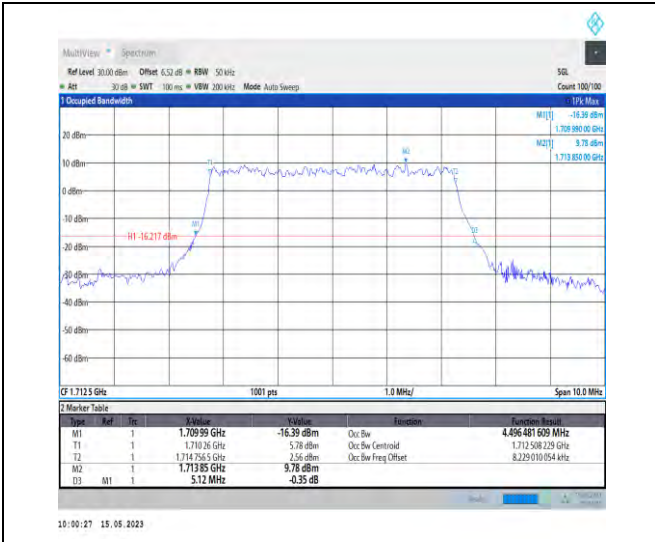 MultiView Spectrum
Ref Level 30.00 dBm Offset 6.52 dB RBW 50 kHz SGL
Att 30 dB SWT 100 ms VBW 200 kHz Mode Auto Sweep Count 100/100
1 Occupied Bandwidth 1Pk Max
M1[1] -16.39 dBm
1.709 990 00 GHz
M2[1] 9.78 dBm
1.713 850 00 GHz
20 dBm
10 dBm
0 dBm
-10 dBm
-20 dBm
-30 dBm
-40 dBm
-50 dBm
-60 dBm
T1
M2
T2
M1
D3
H1 -16.217 dBm
CF 1.712 5 GHz 1001 pts 1.0 MHz/ Span 10.0 MHz
2 Marker Table
Type Ref Trc X-Value Y-Value Function Function Result
M1 1 1.709 99 GHz -16.39 dBm Occ Bw 4.496 481 609 MHz
T1 1 1.710 26 GHz 5.78 dBm Occ Bw Centroid 1.712 508 229 GHz
T2 1 1.714 756 5 GHz 2.56 dBm Occ Bw Freq Offset 8.229 010 054 kHz
M2 1 1.713 85 GHz 9.78 dBm
D3 M1 1 5.12 MHz -0.35 dB
10:00:27 15.05.2023